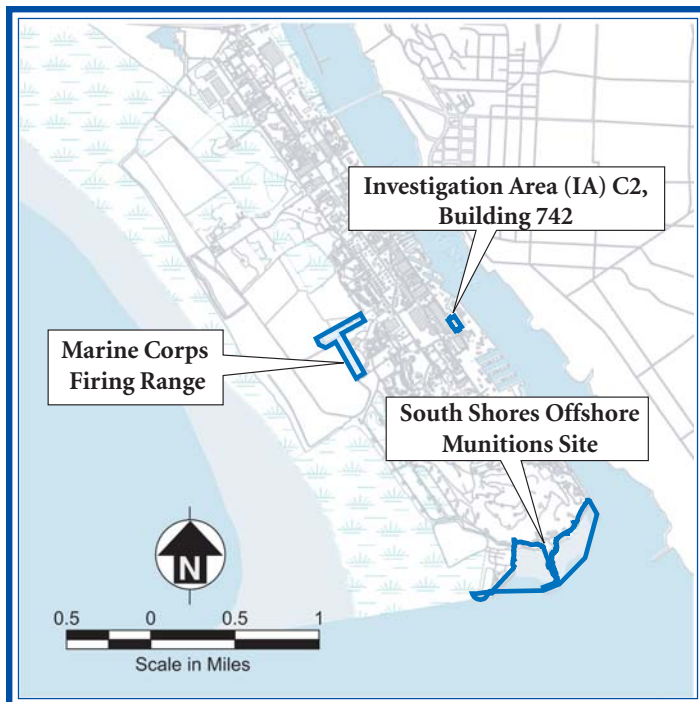 Investigation Area (IA) C2,
Building 742
Marine Corps
Firing Range
South Shores Offshore
Munitions Site
N
0.5 0 0.5 1
Scale in Miles